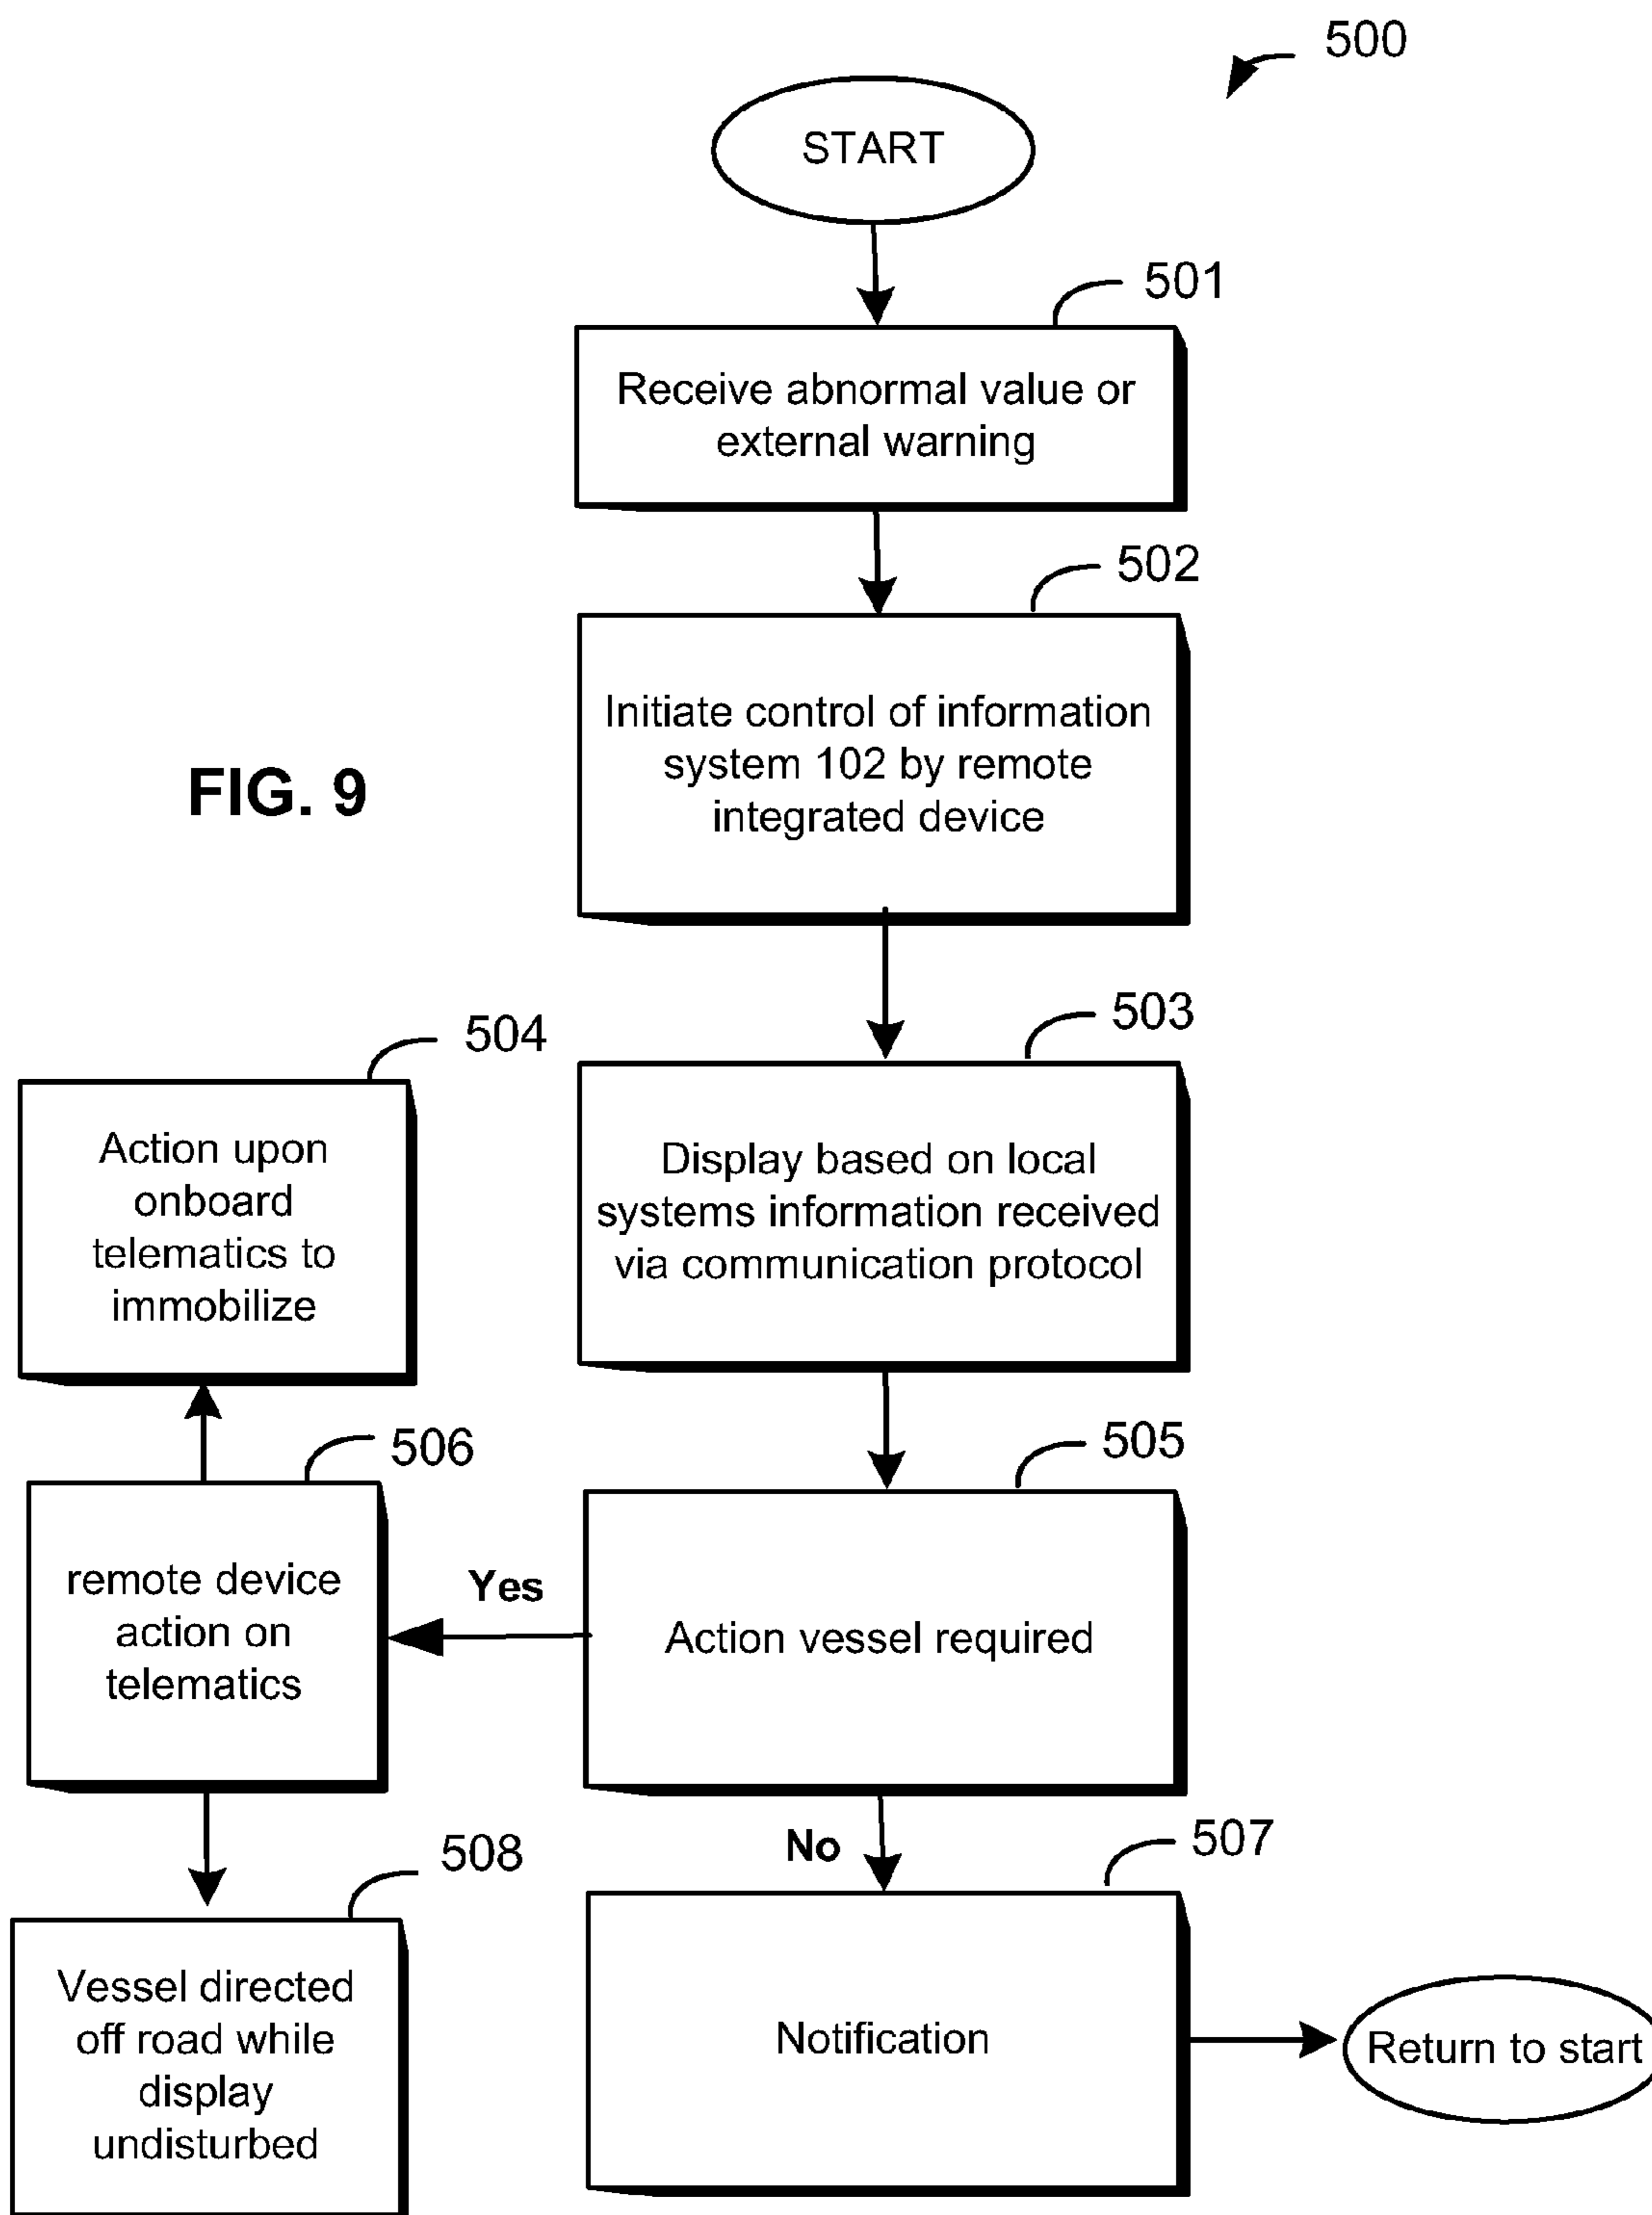 500
START
501
Receive abnormal value or
external warning
502
Initiate control of information
system 102 by remote
integrated device
FIG. 9
503
Display based on local
systems information received
via communication protocol
504
Action upon
onboard
telematics to
immobilize
505
Action vessel required
506
remote device
action on
telematics
Yes
No
507
Notification
Return to start
508
Vessel directed
off road while
display
undisturbed